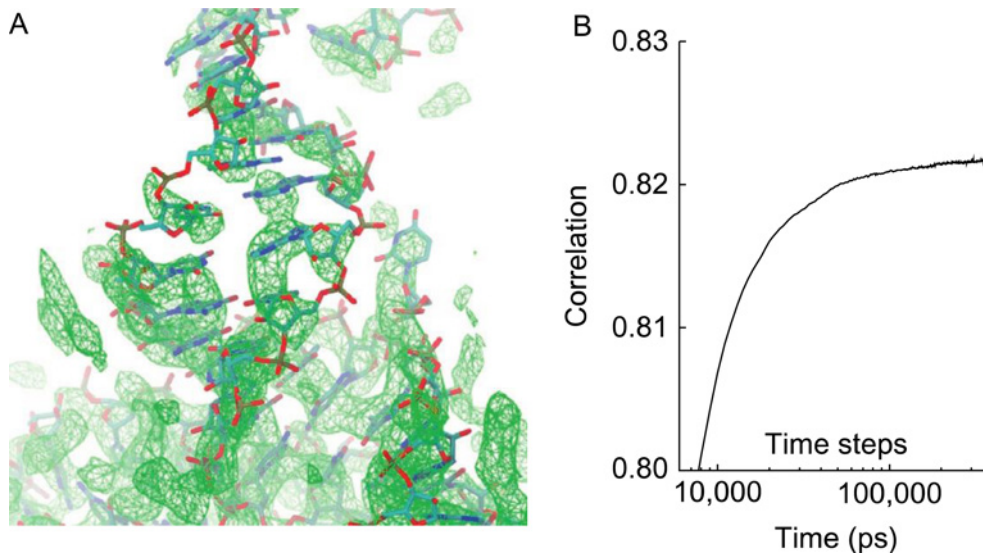 A
B
0.83
0.82
0.81
0.80
Correlation
Time steps
10,000 100,000
Time (ps)